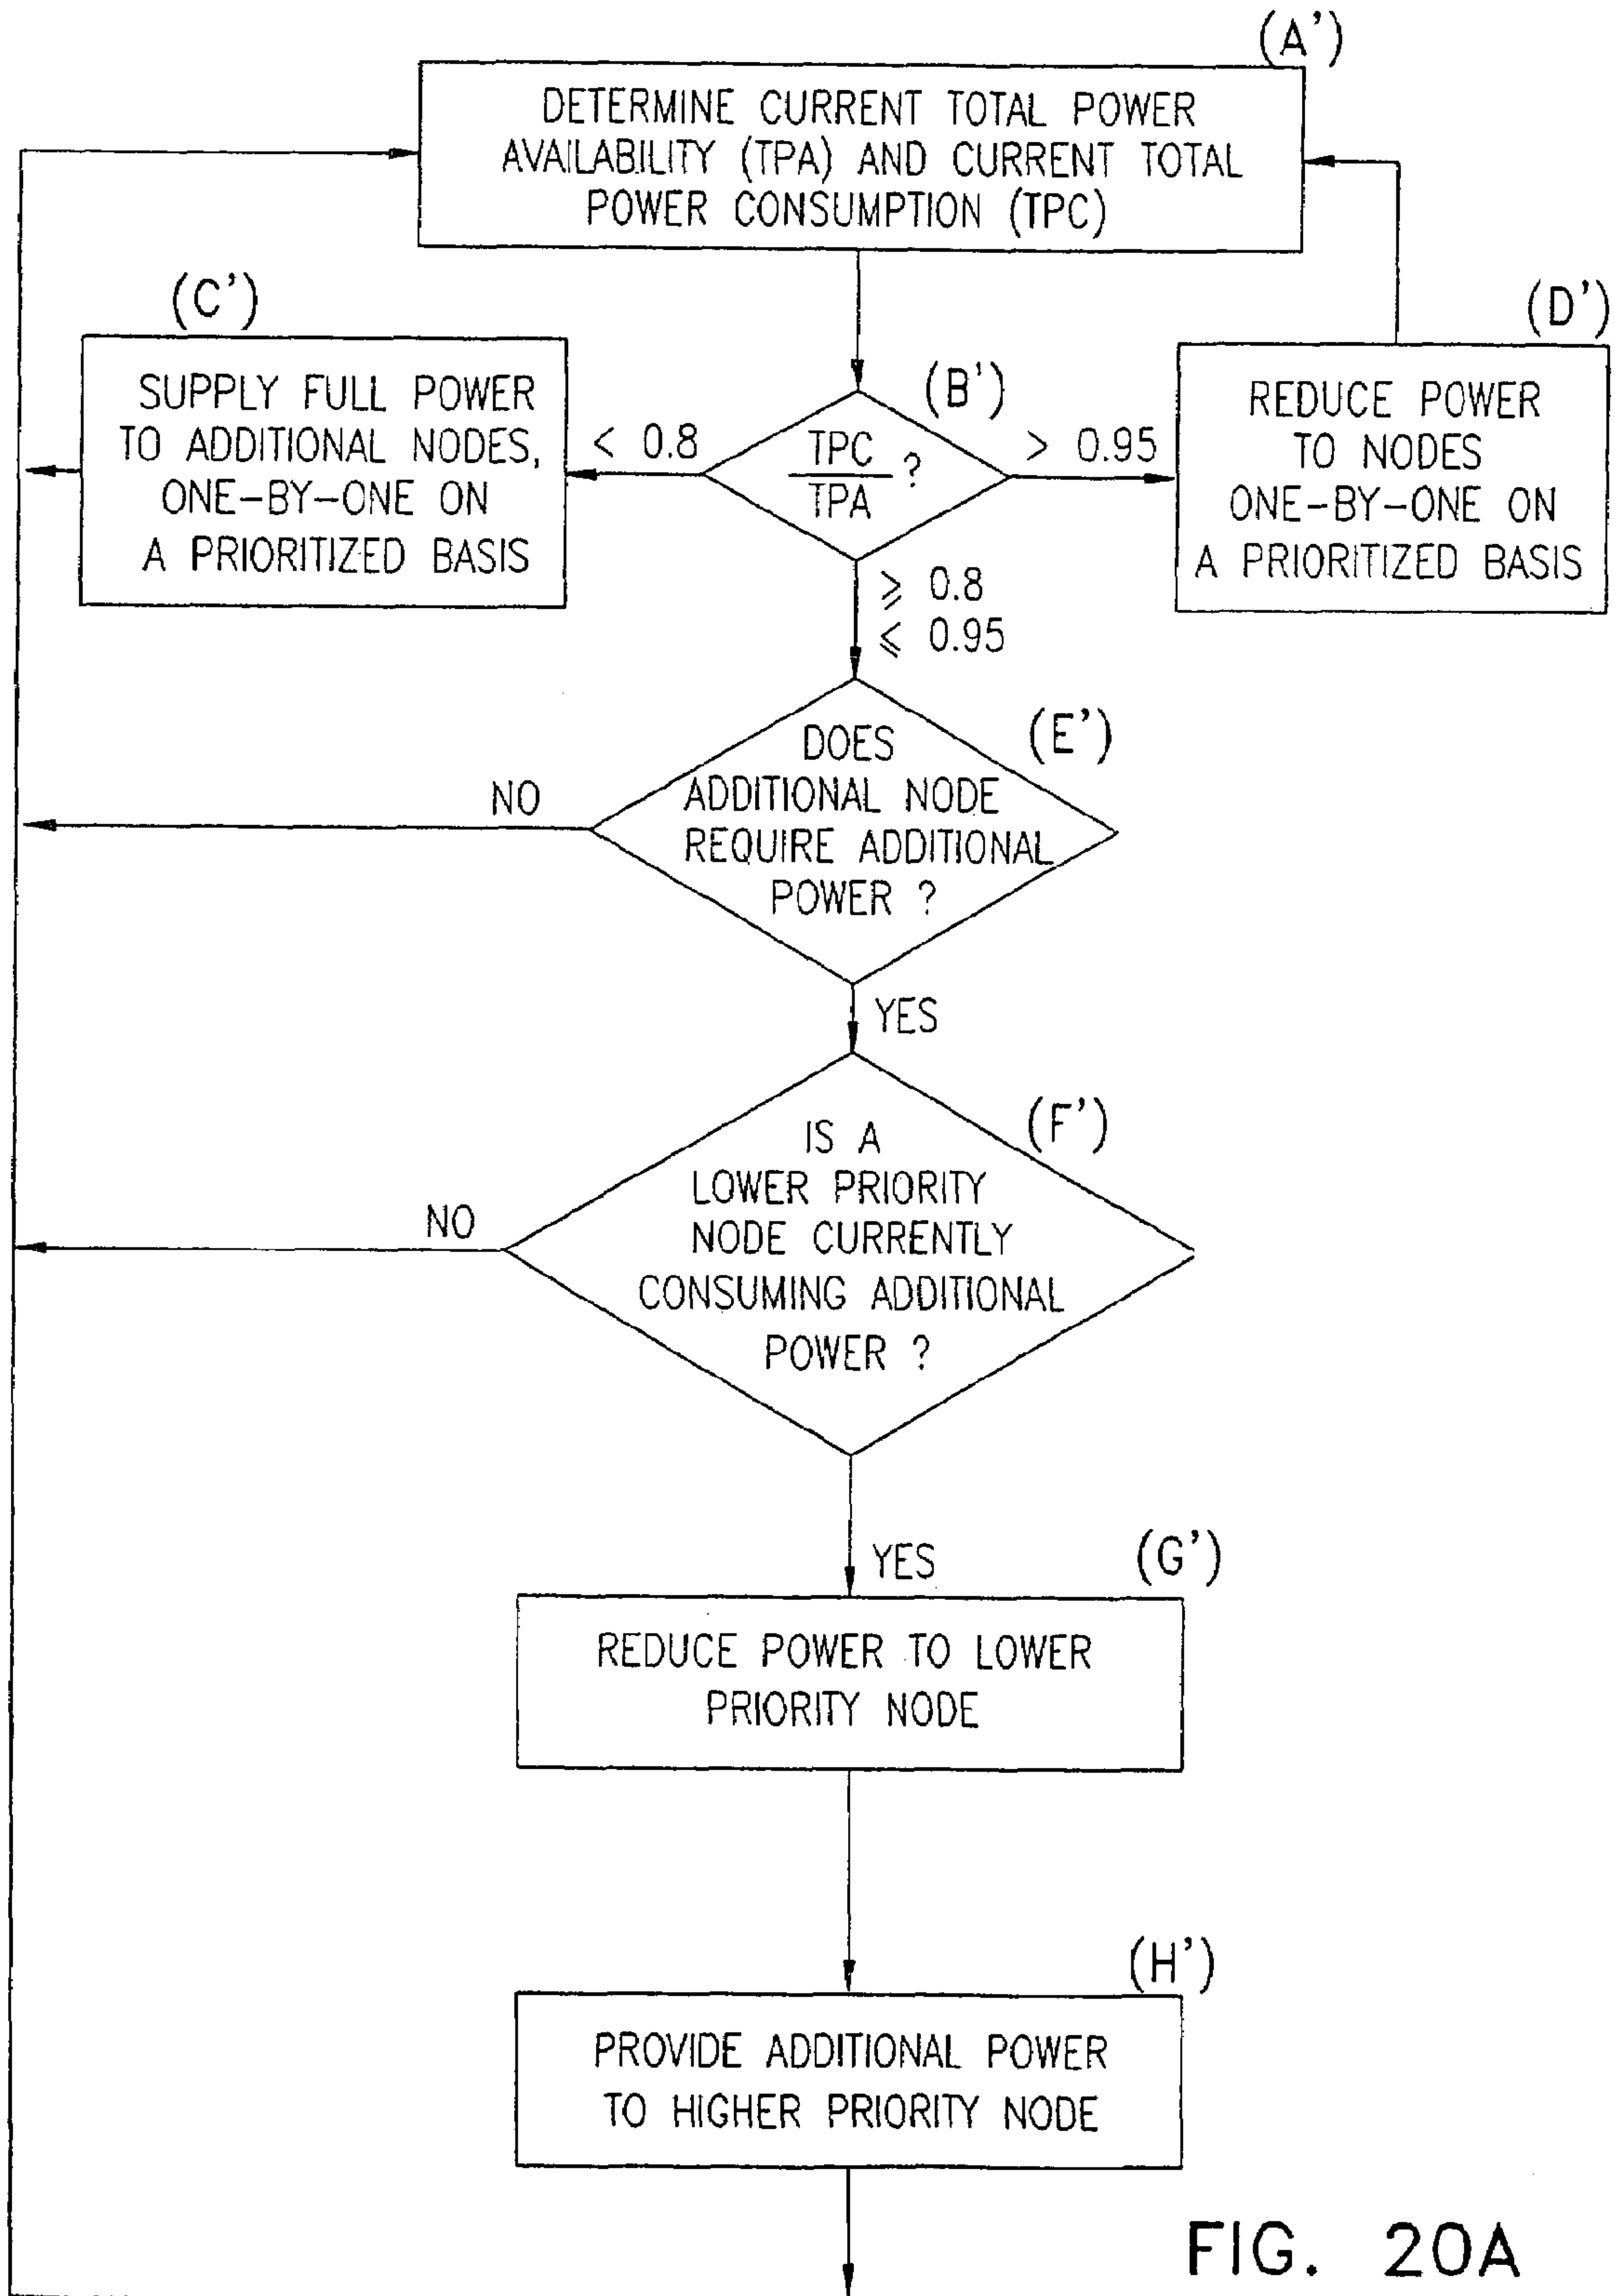 (A')
DETERMINE CURRENT TOTAL POWER
AVAILABILITY (TPA) AND CURRENT TOTAL
POWER CONSUMPTION (TPC)
(C')
SUPPLY FULL POWER
TO ADDITIONAL NODES,
ONE-BY-ONE ON
A PRIORITIZED BASIS
< 0.8
(B')
TPC
TPA
?
> 0.95
(D')
REDUCE POWER
TO NODES
ONE-BY-ONE ON
A PRIORITIZED BASIS
⩾ 0.8
⩽ 0.95
(E')
DOES
ADDITIONAL NODE
REQUIRE ADDITIONAL
POWER ?
NO
YES
(F')
IS A
LOWER PRIORITY
NODE CURRENTLY
CONSUMING ADDITIONAL
POWER ?
NO
YES
(G')
REDUCE POWER TO LOWER
PRIORITY NODE
(H')
PROVIDE ADDITIONAL POWER
TO HIGHER PRIORITY NODE
FIG. 20A